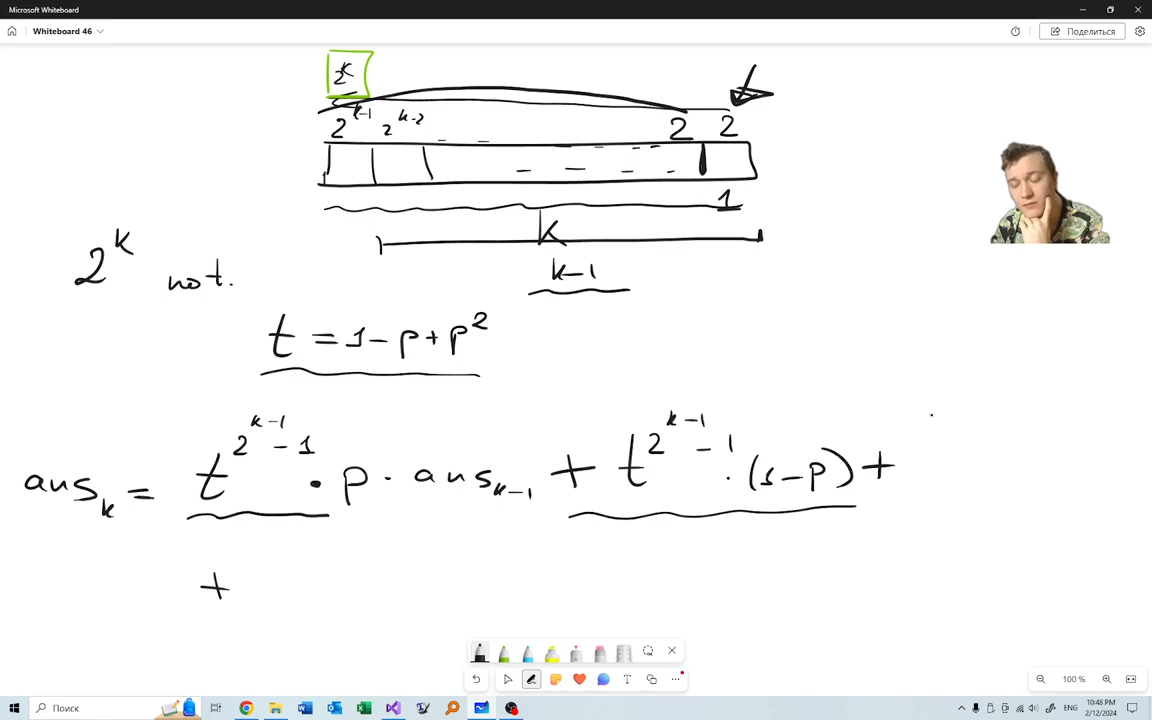 Microsoft Whiteboard
Whiteboard 46
Поделиться
2^k
2^{k-1} 2^{k-2} 2 2
1
k
k-1
2^k not.
t = 1 - p + p^2
ans_k = t^{2^{k-1} - 1} · p · ans_{k-1} + t^{2^{k-1} - 1} · (1-p) +
+
100 %
Поиск
ENG
10:48 PM
2/12/2024